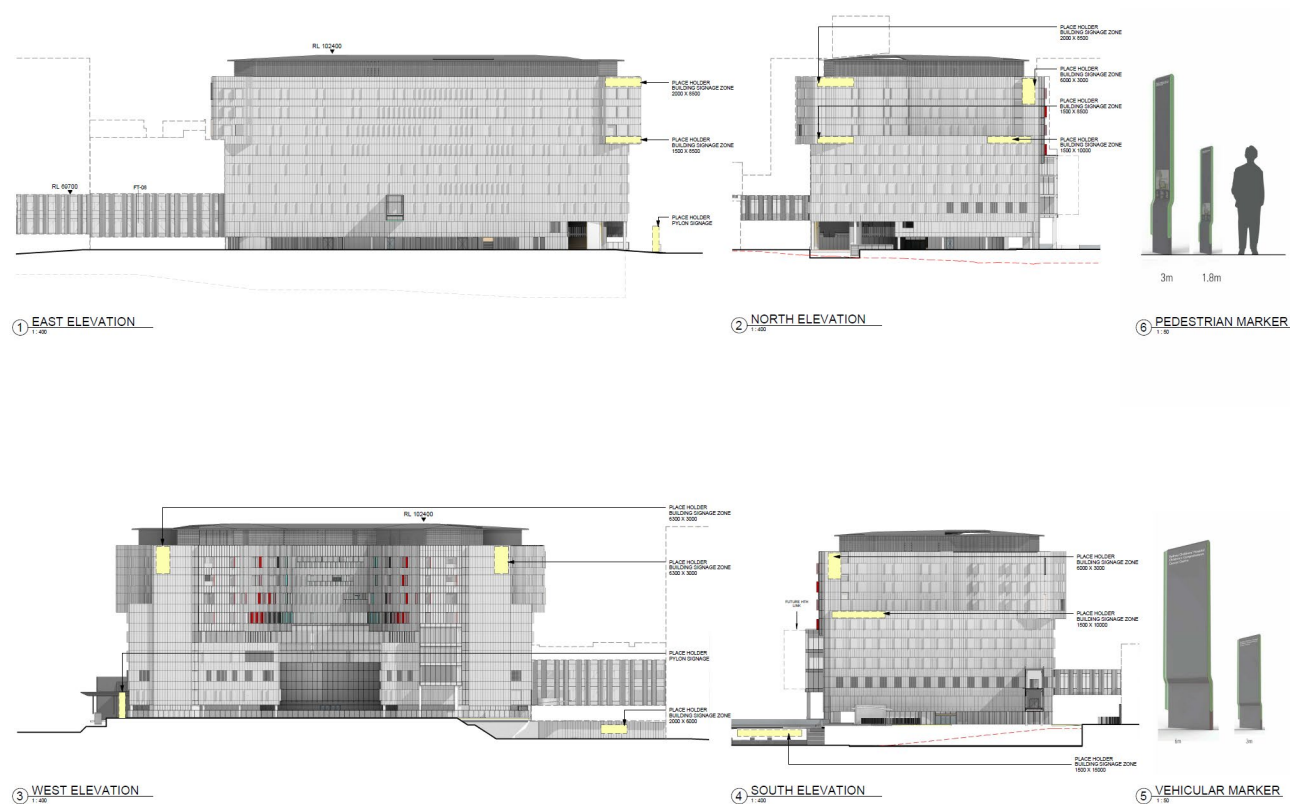 RL 102400
RL 69700
FT-08
PLACE HOLDER
BUILDING SIGNAGE ZONE
2000 X 6500
PLACE HOLDER
BUILDING SIGNAGE ZONE
1500 X 6500
PLACE HOLDER
PYLON SIGNAGE
1 EAST ELEVATION
1 : 400
PLACE HOLDER
BUILDING SIGNAGE ZONE
2000 X 6500
PLACE HOLDER
BUILDING SIGNAGE ZONE
6000 X 3000
PLACE HOLDER
BUILDING SIGNAGE ZONE
1500 X 6500
PLACE HOLDER
BUILDING SIGNAGE ZONE
1500 X 10000
2 NORTH ELEVATION
1 : 400
3m
1.8m
6 PEDESTRIAN MARKER
1 : 50
RL 102400
PLACE HOLDER
BUILDING SIGNAGE ZONE
6300 X 3000
PLACE HOLDER
BUILDING SIGNAGE ZONE
6300 X 3000
PLACE HOLDER
PYLON SIGNAGE
PLACE HOLDER
BUILDING SIGNAGE ZONE
2000 X 6000
3 WEST ELEVATION
1 : 400
PLACE HOLDER
BUILDING SIGNAGE ZONE
6000 X 3000
PLACE HOLDER
BUILDING SIGNAGE ZONE
1500 X 10000
LINK
PLACE HOLDER
BUILDING SIGNAGE ZONE
1500 X 15000
4 SOUTH ELEVATION
1 : 400
6m
3m
5 VEHICULAR MARKER
1 : 50